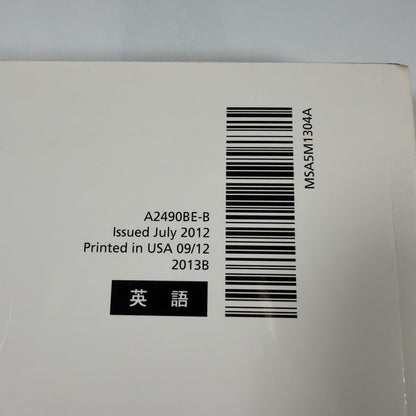 A2490BE-B
Issued July 2012
Printed in USA 09/12
2013B
英語
MSA5M1304A